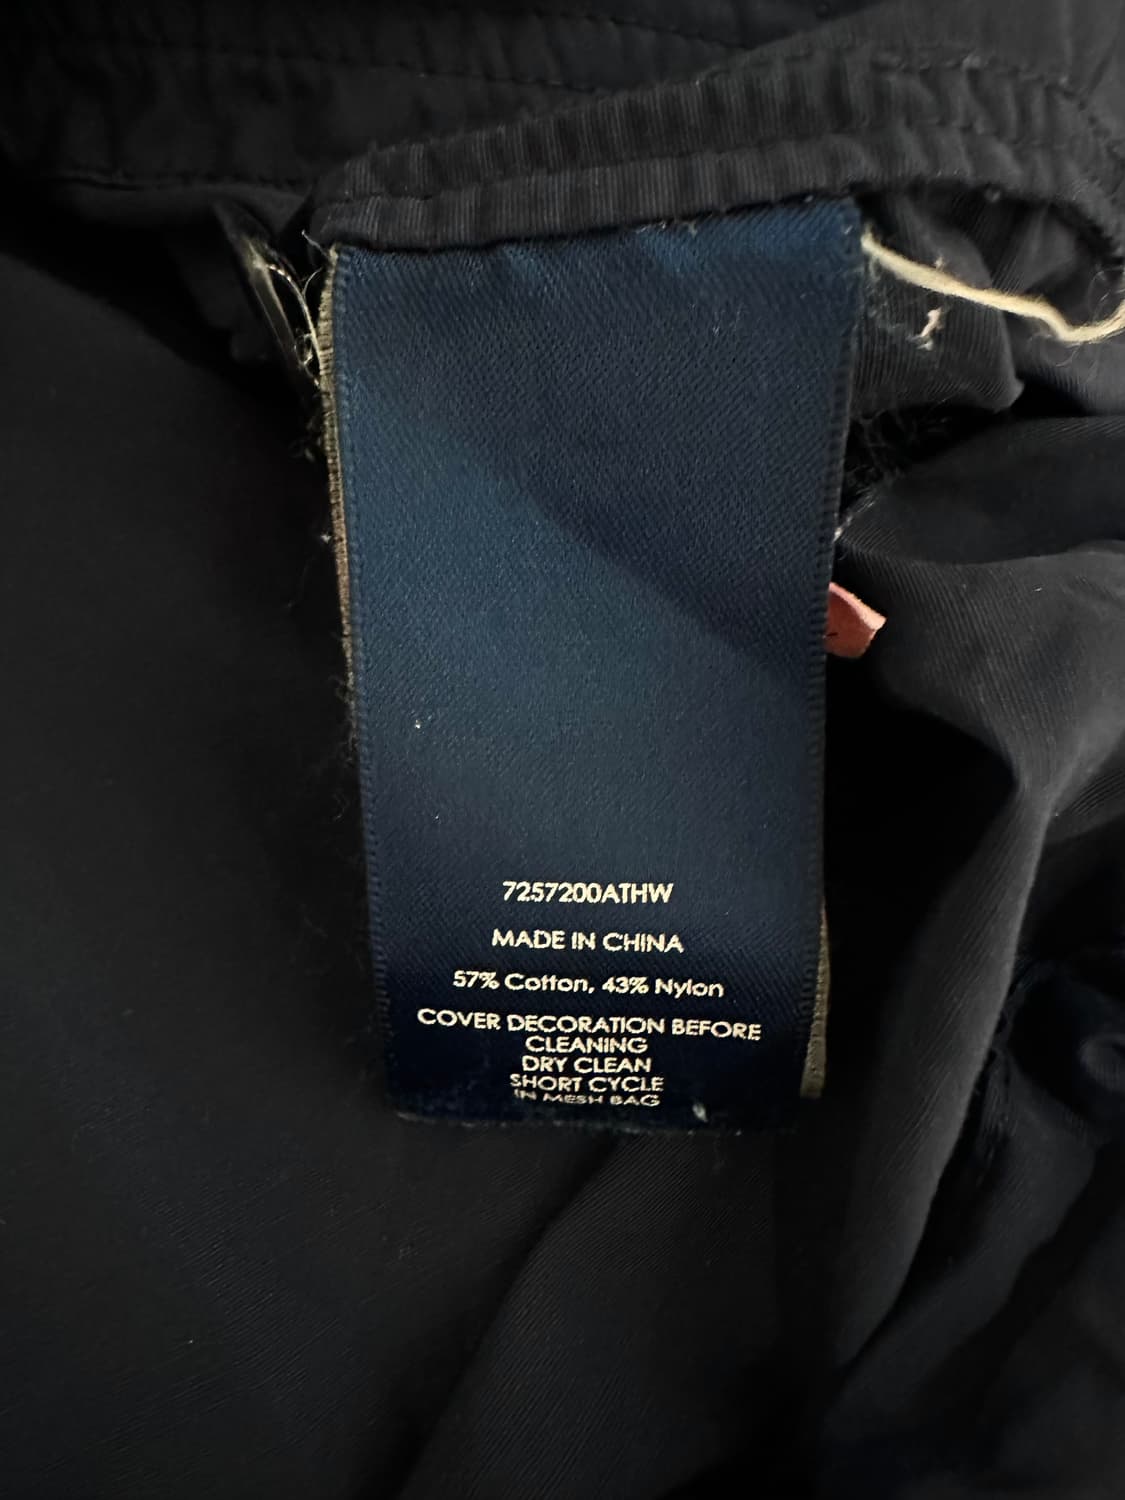 7257200ATHW
MADE IN CHINA
57% Cotton, 43% Nylon
COVER DECORATION BEFORE
CLEANING
DRY CLEAN
SHORT CYCLE
IN MESH BAG